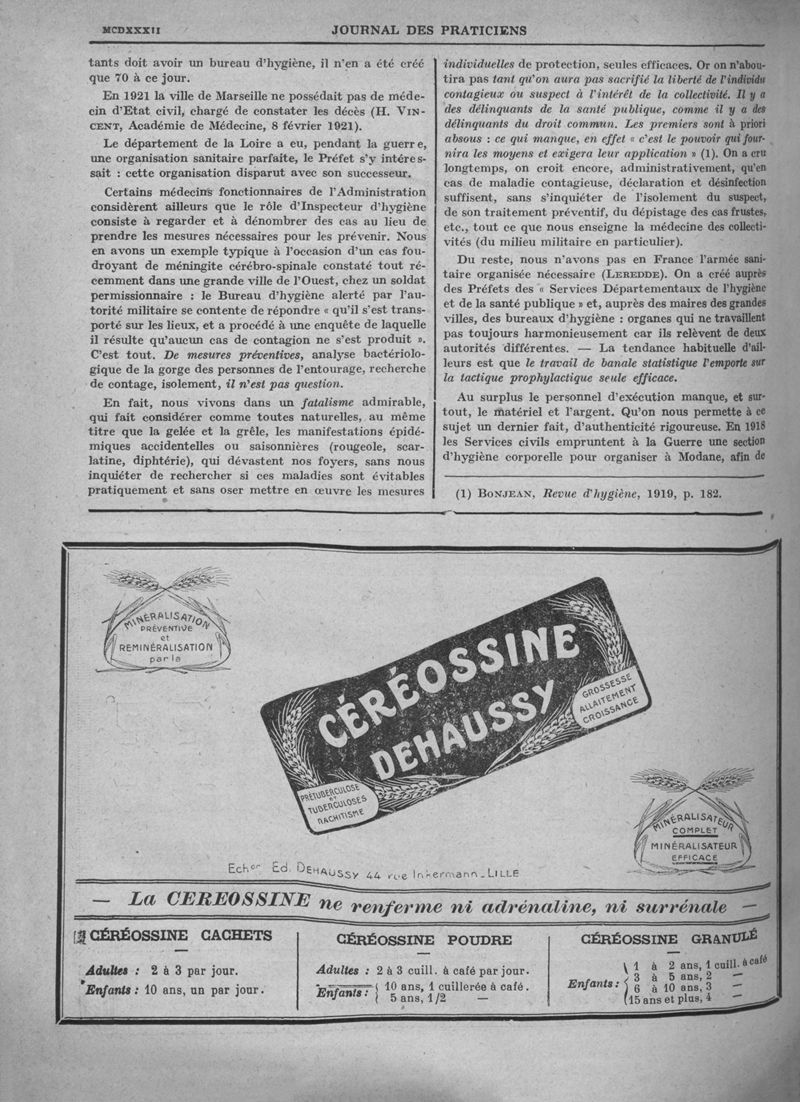 MCDXXXII
JOURNAL DES PRATICIENS
tants doit avoir un bureau d'hygiène, il n'en a été créé
que 70 à ce jour.
En 1921 la ville de Marseille ne possédait pas de méde-
cin d'Etat civil, chargé de constater les décès (H. VIN-
CENT, Académie de Médecine, 8 février 1921).
Le département de la Loire a eu, pendant la guerre,
une organisation sanitaire parfaite, le Préfet s'y intéres-
sait : cette organisation disparut avec son successeur.
Certains médecins fonctionnaires de l'Administration
considèrent ailleurs que le rôle d'Inspecteur d'hygiène
consiste à regarder et à dénombrer des cas au lieu de
prendre les mesures nécessaires pour les prévenir. Nous
en avons un exemple typique à l'occasion d'un cas fou-
droyant de méningite cérébro-spinale constaté tout ré-
cemment dans une grande ville de l'Ouest, chez un soldat
permissionnaire : le Bureau d'hygiène alerté par l'au-
torité militaire se contente de répondre « qu'il s'est trans-
porté sur les lieux, et a procédé à une enquête de laquelle
il résulte qu'aucun cas de contagion ne s'est produit ».
C'est tout. De mesures préventives, analyse bactériolo-
gique de la gorge des personnes de l'entourage, recherche
de contage, isolement, il n'est pas question.
En fait, nous vivons dans un fatalisme admirable,
qui fait considérer comme toutes naturelles, au même
titre que la gelée et la grêle, les manifestations épidé-
miques accidentelles ou saisonnières (rougeole, scar-
latine, diphtérie), qui dévastent nos foyers, sans nous
inquiéter de rechercher si ces maladies sont évitables
pratiquement et sans oser mettre en œuvre les mesures
individuelles de protection, seules efficaces. Or on n'abou-
tira pas tant qu'on aura pas sacrifié la liberté de l'individu
contagieux ou suspect à l'intérêt de la collectivité. Il y a
des délinquants de la santé publique, comme il y a des
délinquants du droit commun. Les premiers sont à priori
absous : ce qui manque, en effet « c'est le pouvoir qui four-
nira les moyens et exigera leur application » (1). On a cru
longtemps, on croit encore, administrativement, qu'en
cas de maladie contagieuse, déclaration et désinfection
suffisent, sans s'inquiéter de l'isolement du suspect,
de son traitement préventif, du dépistage des cas frustes,
etc., tout ce que nous enseigne la médecine des collecti-
vités (du milieu militaire en particulier).
Du reste, nous n'avons pas en France l'armée sani-
taire organisée nécessaire (LEREDDE). On a créé auprès
des Préfets des « Services Départementaux de l'hygiène
et de la santé publique » et, auprès des maires des grandes
villes, des bureaux d'hygiène : organes qui ne travaillent
pas toujours harmonieusement car ils relèvent de deux
autorités différentes. — La tendance habituelle d'ail-
leurs est que le travail de banale statistique l'emporte sur
la tactique prophylactique seule efficace.
Au surplus le personnel d'exécution manque, et sur-
tout, le matériel et l'argent. Qu'on nous permette à ce
sujet un dernier fait, d'authenticité rigoureuse. En 1918
les Services civils empruntent à la Guerre une section
d'hygiène corporelle pour organiser à Modane, afin de
(1) BONJEAN, Revue d'hygiène, 1919, p. 182.
MINÉRALISATION
PRÉVENTIVE
et
REMINÉRALISATION
par la
CÉRÉOSSINE
DEHAUSSY
GROSSESSE
ALLAITEMENT
CROISSANCE
PRÉTUBERCULOSE
ET
TUBERCULOSES
RACHITISME
MINÉRALISATEUR
COMPLET
MINÉRALISATEUR
EFFICACE
Echon Ed. DEHAUSSY 44 rue Inkermann_LILLE
— La CEREOSSINE ne renferme ni adrénaline, ni surrénale —
CÉRÉOSSINE CACHETS
Adultes : 2 à 3 par jour.
Enfants : 10 ans, un par jour.
CÉRÉOSSINE POUDRE
Adultes : 2 à 3 cuill. à café par jour.
Enfants : 10 ans, 1 cuillerée à café.
5 ans, 1/2 —
CÉRÉOSSINE GRANULÉ
Enfants : 1 à 2 ans, 1 cuill. à café
3 à 5 ans, 2 —
6 à 10 ans, 3 —
15 ans et plus, 4 —